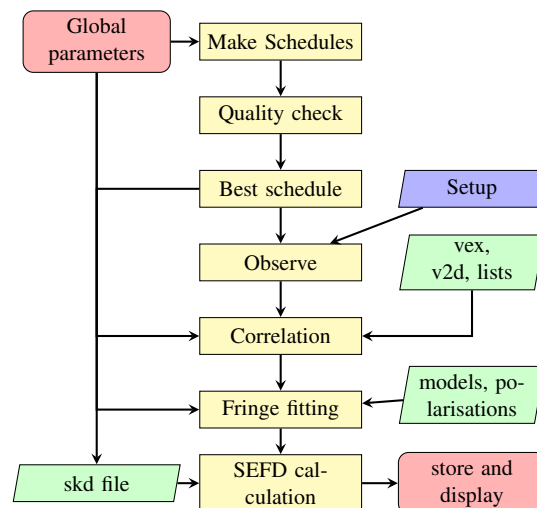 Global
parameters
Make Schedules
Quality check
Best schedule
Setup
Observe
vex,
v2d, lists
Correlation
models, po-
larisations
Fringe fitting
skd file
SEFD cal-
culation
store and
display